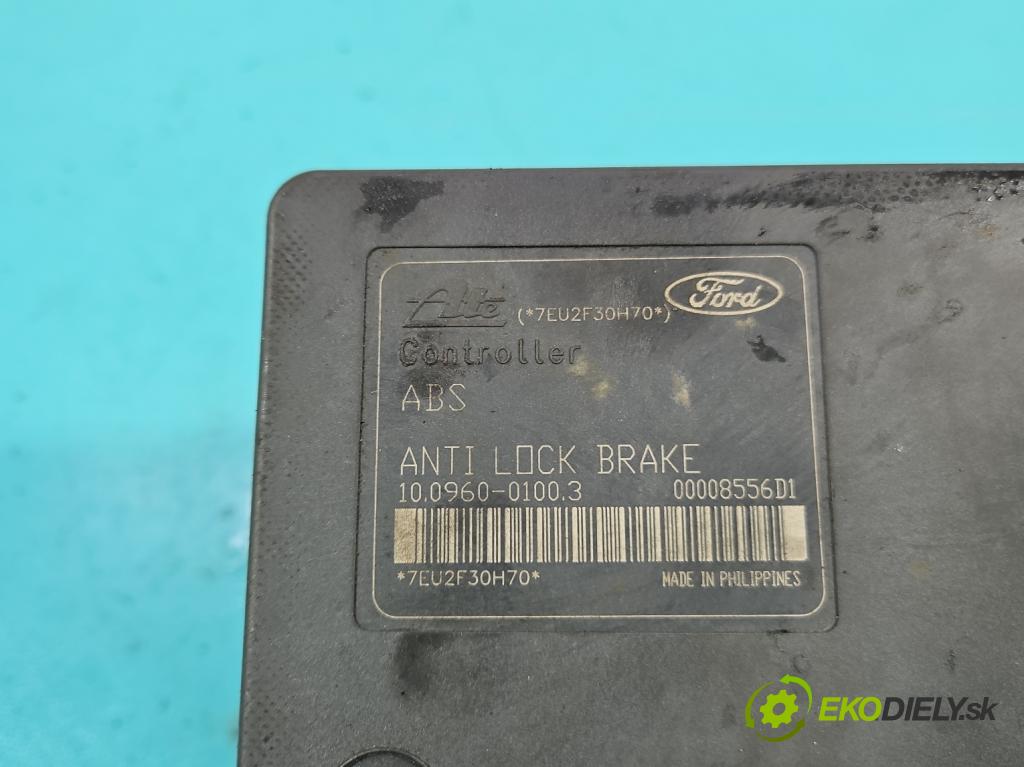 Ate (*7EU2F30H70*) Ford
Controller
ABS
ANTI LOCK BRAKE
10.0960-0100.3 00008556D1
*7EU2F30H70* MADE IN PHILIPPINES
EKODIELY.sk